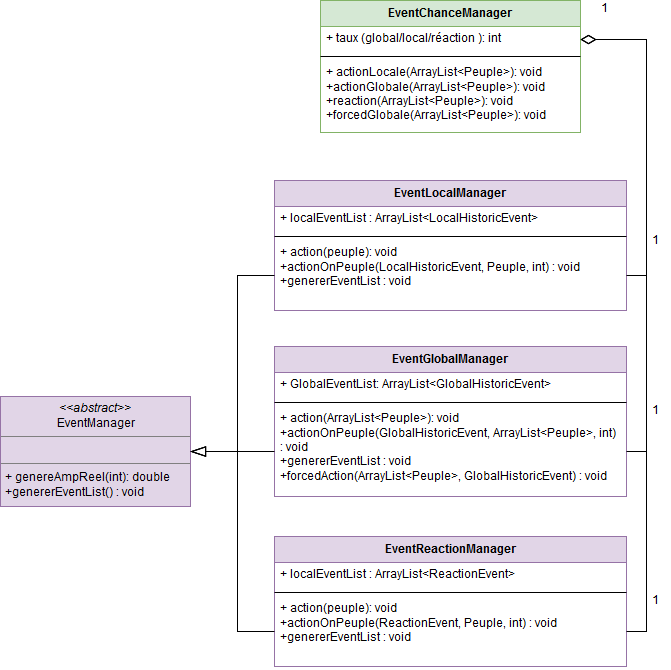 EventChanceManager
1
+ taux (global/local/réaction ): int
+ actionLocale(ArrayList<Peuple>): void
+actionGlobale(ArrayList<Peuple>): void
+reaction(ArrayList<Peuple>): void
+forcedGlobale(ArrayList<Peuple>): void
EventLocalManager
+ localEventList : ArrayList<LocalHistoricEvent>
1
+ action(peuple): void
+actionOnPeuple(LocalHistoricEvent, Peuple, int) : void
+genererEventList : void
EventGlobalManager
+ GlobalEventList: ArrayList<GlobalHistoricEvent>
1
+ action(ArrayList<Peuple>): void
+actionOnPeuple(GlobalHistoricEvent, ArrayList<Peuple>, int)
: void
+genererEventList : void
+forcedAction(ArrayList<Peuple>, GlobalHistoricEvent) : void
<<abstract>>
EventManager
+ genereAmpReel(int): double
+genererEventList() : void
EventReactionManager
+ localEventList : ArrayList<ReactionEvent>
1
+ action(peuple): void
+actionOnPeuple(ReactionEvent, Peuple, int) : void
+genererEventList : void